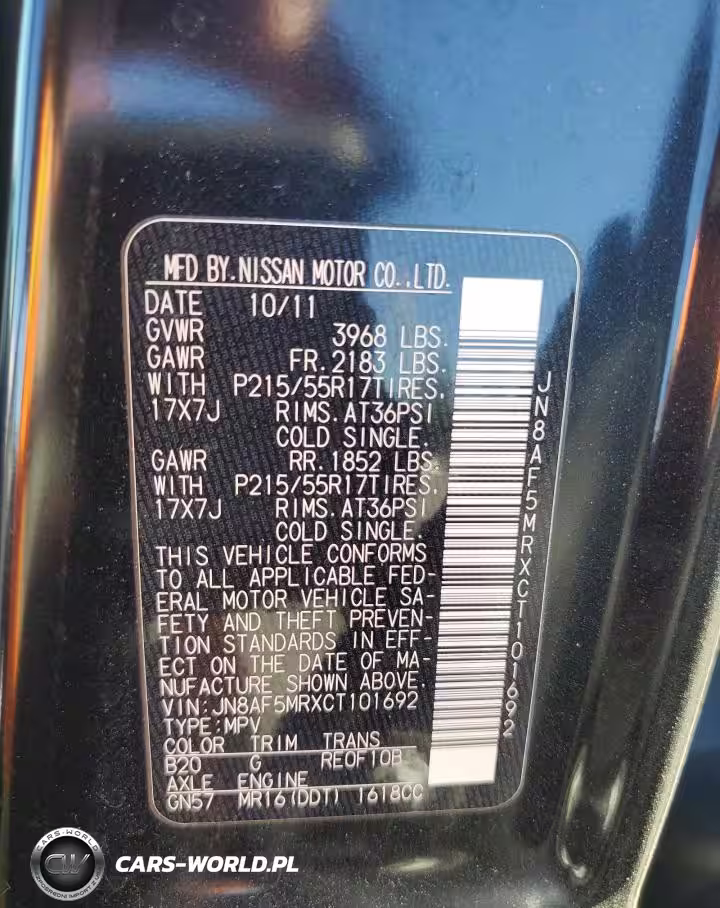 MFD BY.NISSAN MOTOR CO.,LTD.
DATE 10/11
GVWR 3968 LBS.
GAWR FR.2183 LBS.
WITH P215/55R17TIRES.
17X7J RIMS.AT36PSI
COLD SINGLE.
GAWR RR.1852 LBS.
WITH P215/55R17TIRES.
17X7J RIMS.AT36PSI
COLD SINGLE.
THIS VEHICLE CONFORMS
TO ALL APPLICABLE FED-
ERAL MOTOR VEHICLE SA-
FETY AND THEFT PREVEN-
TION STANDARDS IN EFF-
ECT ON THE DATE OF MA-
NUFACTURE SHOWN ABOVE.
VIN:JN8AF5MRXCT101692
TYPE:MPV
COLOR TRIM TRANS
B20 G RE0F10B
AXLE ENGINE
GN57 MR16(DDT) 1618CC
JN8AF5MRXCT101692
CARS-WORLD
CW
CARS-WORLD.PL